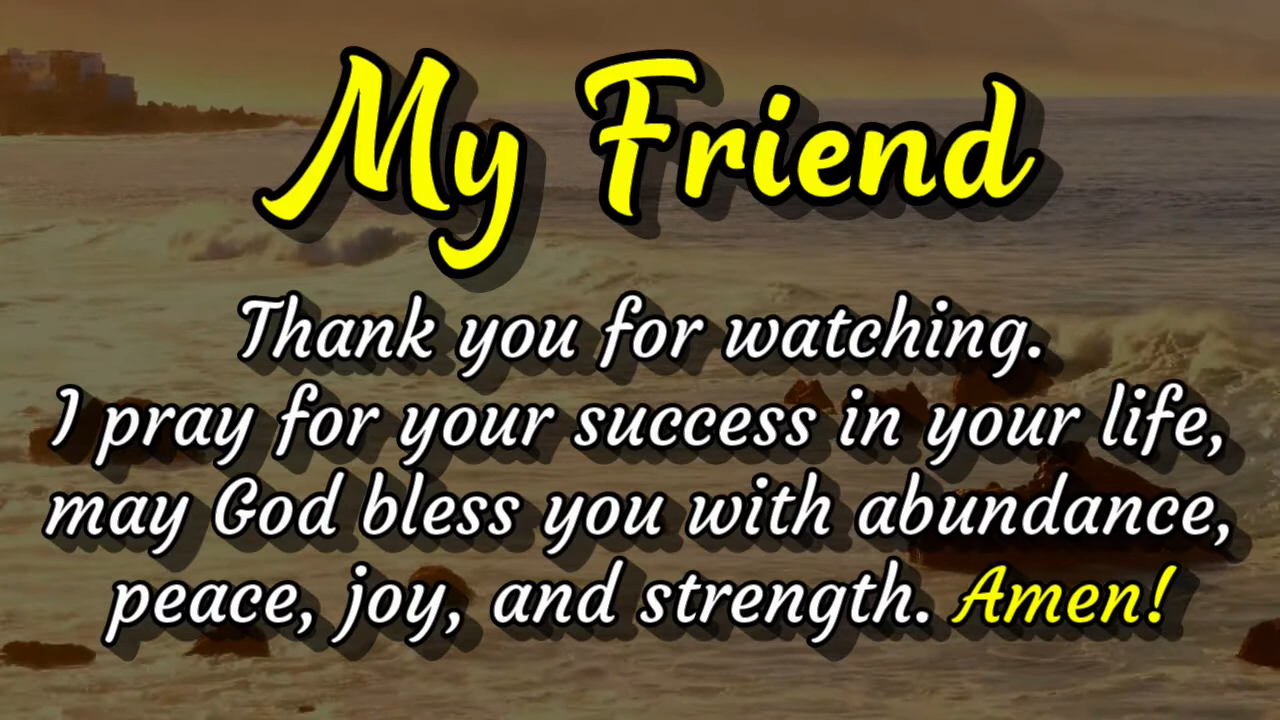 My Friend
Thank you for watching.
I pray for your success in your life,
may God bless you with abundance,
peace, joy, and strength. Amen!